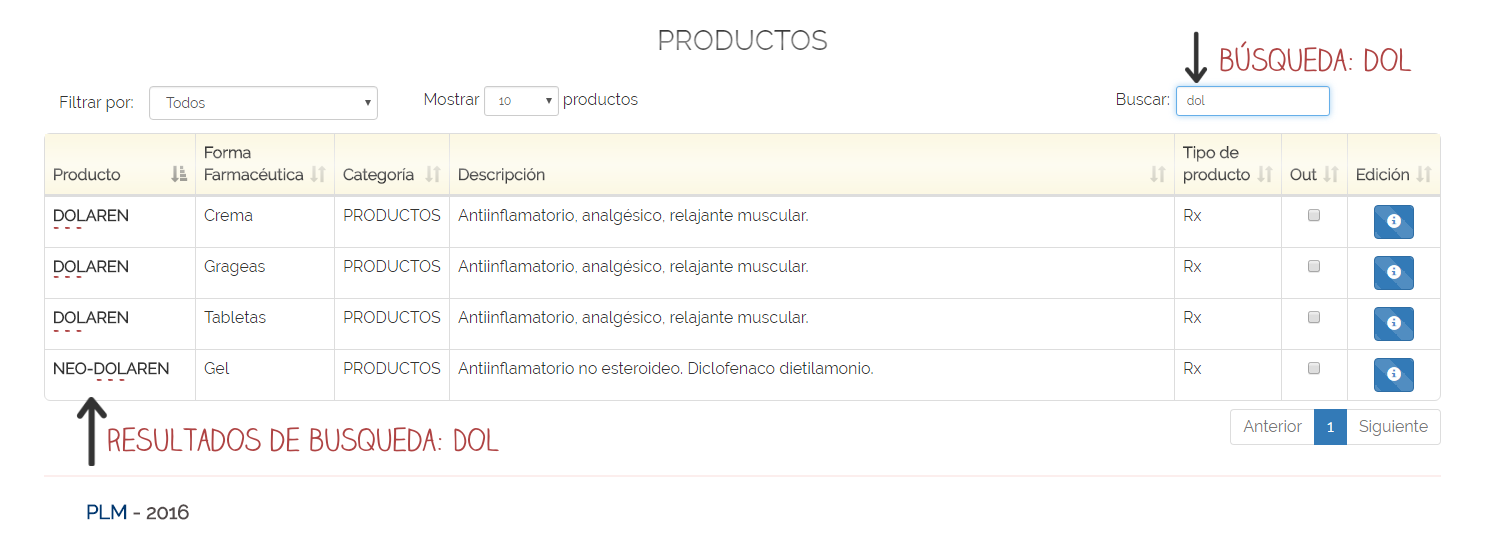 PRODUCTOS
BÚSQUEDA: DOL
Filtrar por: Todos Mostrar 10 productos Buscar: dol
Producto Forma Farmacéutica Categoría Descripción Tipo de producto Out Edición
DOLAREN Crema PRODUCTOS Antiinflamatorio, analgésico, relajante muscular. Rx
DOLAREN Grageas PRODUCTOS Antiinflamatorio, analgésico, relajante muscular. Rx
DOLAREN Tabletas PRODUCTOS Antiinflamatorio, analgésico, relajante muscular. Rx
NEO-DOLAREN Gel PRODUCTOS Antiinflamatorio no esteroideo. Diclofenaco dietilamonio. Rx
Anterior 1 Siguiente
RESULTADOS DE BUSQUEDA: DOL
PLM - 2016